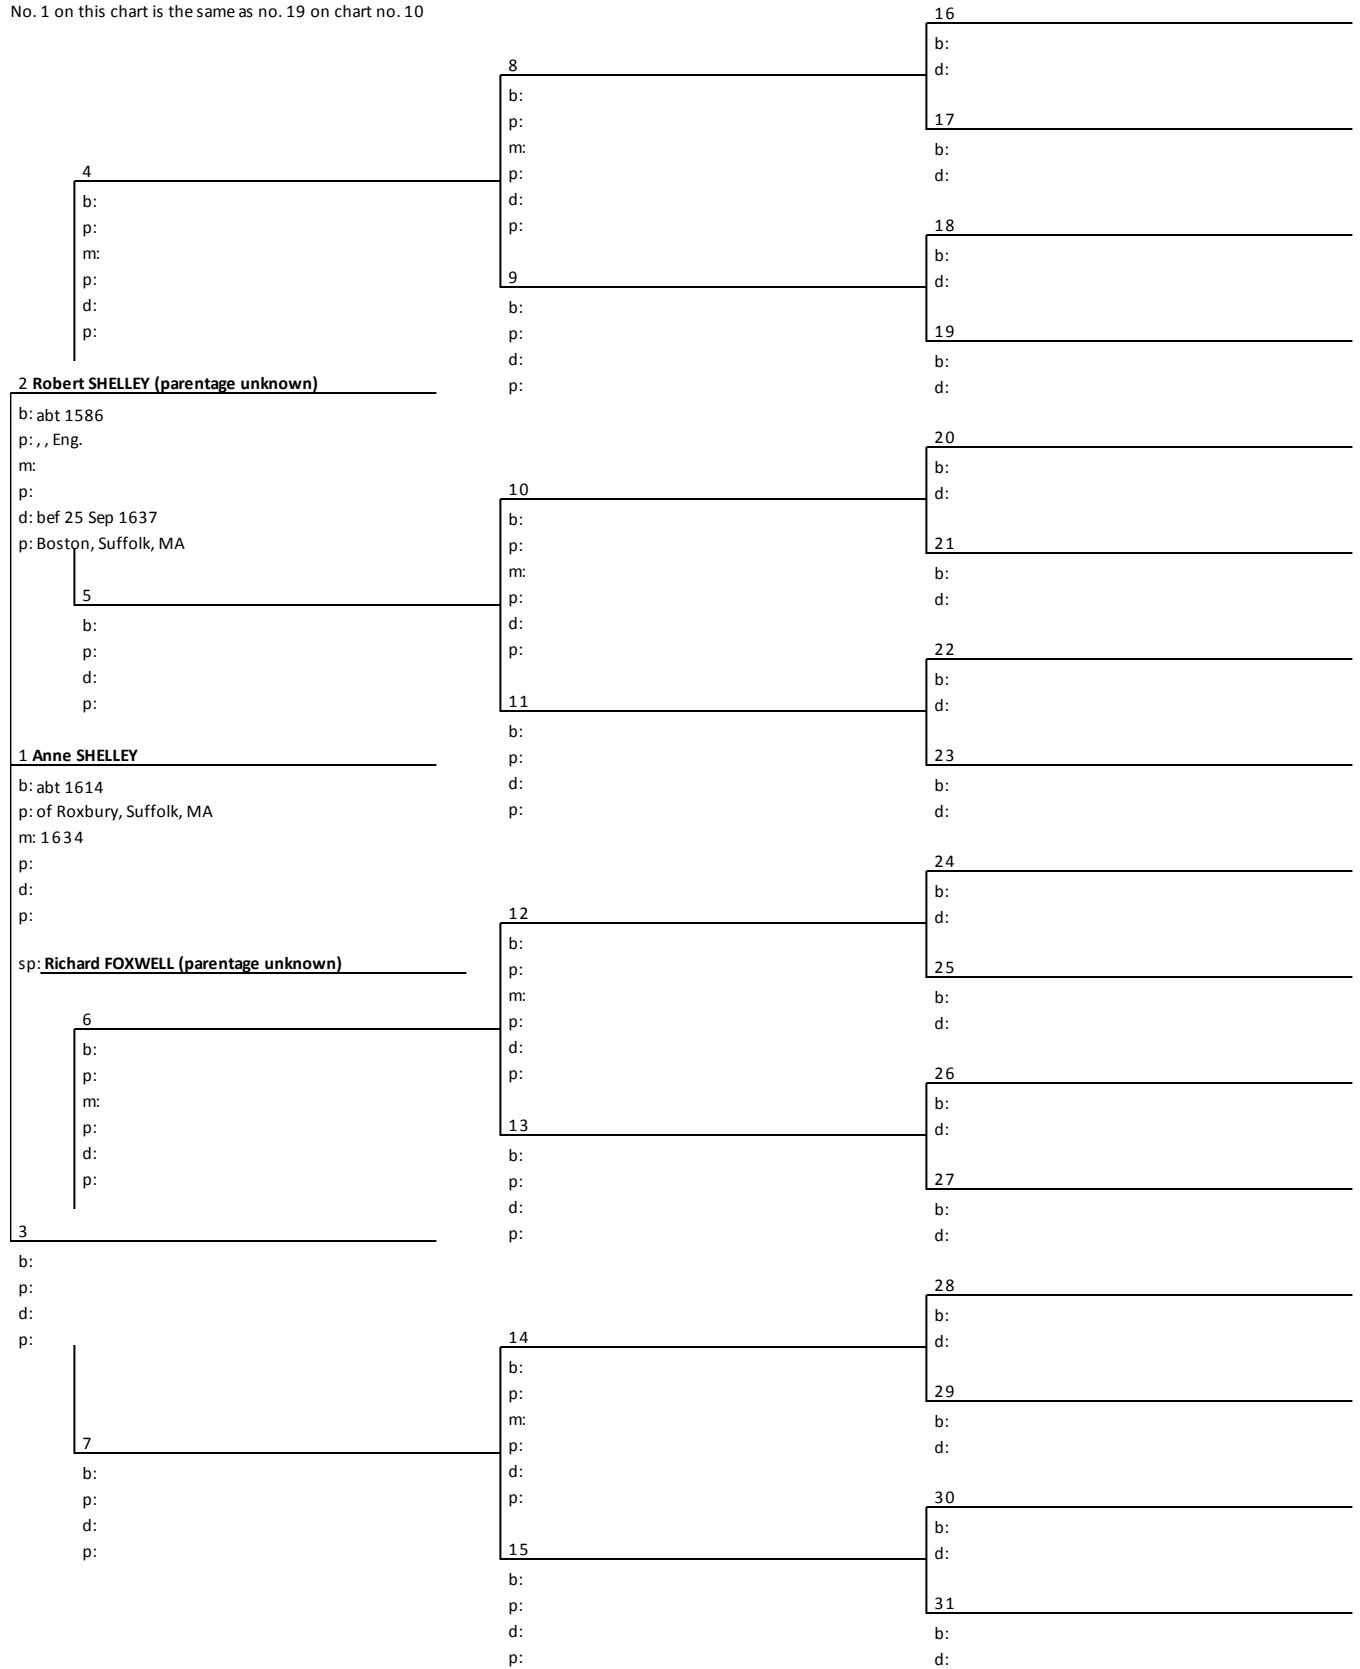 No. 1 on this chart is the same as no. 19 on chart no. 10
2 Robert SHELLEY (parentage unknown)
b: abt 1586
p: , , Eng.
m:
p:
d: bef 25 Sep 1637
p: Boston, Suffolk, MA
1 Anne SHELLEY
b: abt 1614
p: of Roxbury, Suffolk, MA
m: 1634
p:
d:
p:
sp: Richard FOXWELL (parentage unknown)
3
b:
p:
d:
p:
4
b:
p:
m:
p:
d:
p:
5
b:
p:
d:
p:
6
b:
p:
m:
p:
d:
p:
7
b:
p:
d:
p:
8
b:
p:
m:
p:
d:
p:
9
b:
p:
d:
p:
10
b:
p:
m:
p:
d:
p:
11
b:
p:
d:
p:
12
b:
p:
m:
p:
d:
p:
13
b:
p:
d:
p:
14
b:
p:
m:
p:
d:
p:
15
b:
p:
d:
p:
16
b:
d:
17
b:
d:
18
b:
d:
19
b:
d:
20
b:
d:
21
b:
d:
22
b:
d:
23
b:
d:
24
b:
d:
25
b:
d:
26
b:
d:
27
b:
d:
28
b:
d:
29
b:
d:
30
b:
d:
31
b:
d: